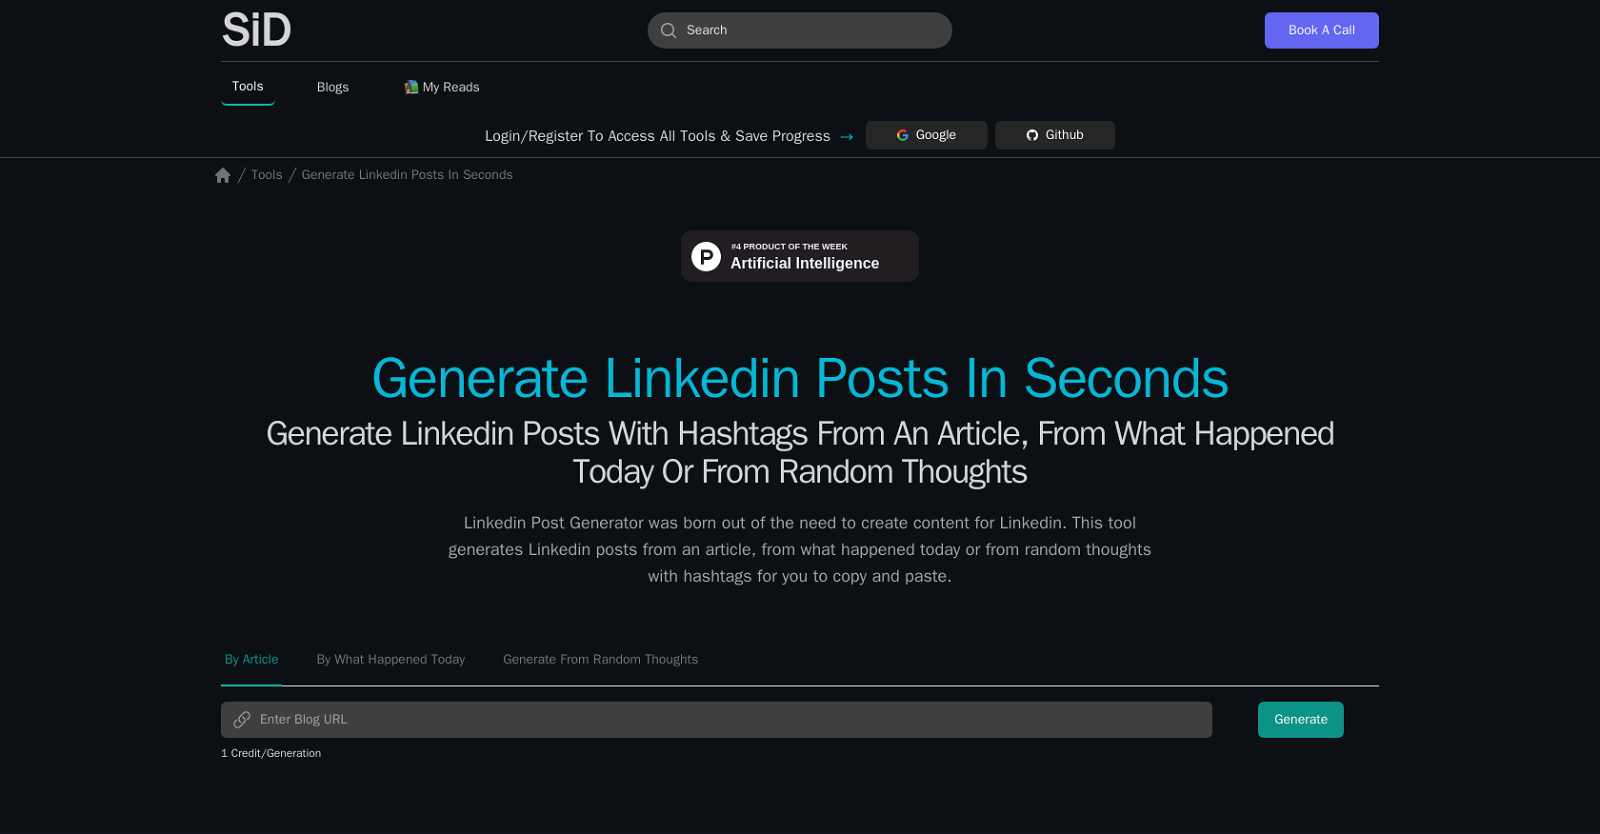 SiD
Search
Book A Call
Tools
Blogs
My Reads
Login/Register To Access All Tools & Save Progress →
Google
Github
/ Tools / Generate Linkedin Posts In Seconds
#4 PRODUCT OF THE WEEK
Artificial Intelligence
Generate Linkedin Posts In Seconds
Generate Linkedin Posts With Hashtags From An Article, From What Happened
Today Or From Random Thoughts
Linkedin Post Generator was born out of the need to create content for Linkedin. This tool
generates Linkedin posts from an article, from what happened today or from random thoughts
with hashtags for you to copy and paste.
By Article
By What Happened Today
Generate From Random Thoughts
Enter Blog URL
Generate
1 Credit/Generation